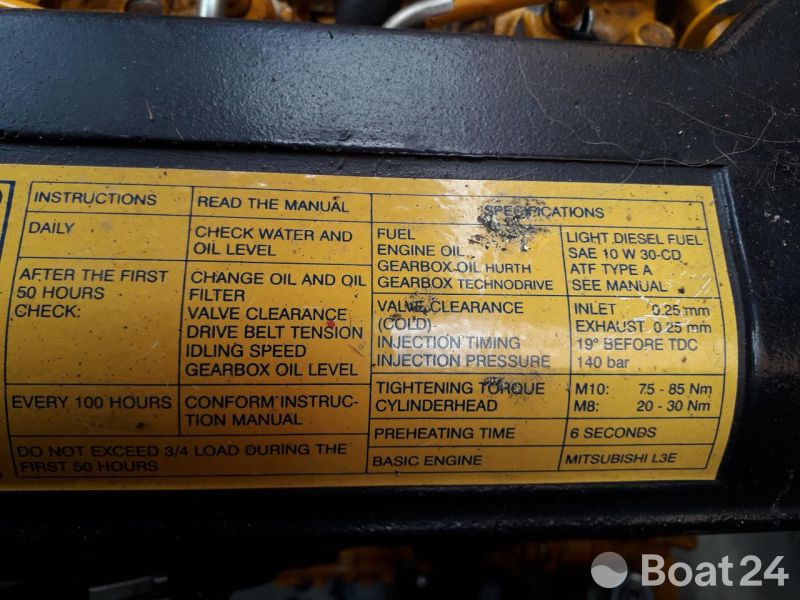 INSTRUCTIONS READ THE MANUAL
DAILY CHECK WATER AND OIL LEVEL
AFTER THE FIRST 50 HOURS CHECK:
CHANGE OIL AND OIL FILTER
VALVE CLEARANCE
DRIVE BELT TENSION
IDLING SPEED
GEARBOX OIL LEVEL
EVERY 100 HOURS CONFORM INSTRUC-
TION MANUAL
DO NOT EXCEED 3/4 LOAD DURING THE
FIRST 50 HOURS
SPECIFICATIONS
FUEL LIGHT DIESEL FUEL
ENGINE OIL SAE 10 W 30-CD
GEARBOX OIL HURTH ATF TYPE A
GEARBOX TECHNODRIVE SEE MANUAL
VALVE CLEARANCE INLET 0.25 mm
(COLD) EXHAUST 0.25 mm
INJECTION TIMING 19° BEFORE TDC
INJECTION PRESSURE 140 bar
TIGHTENING TORQUE M10: 75 - 85 Nm
CYLINDERHEAD M8: 20 - 30 Nm
PREHEATING TIME 6 SECONDS
BASIC ENGINE MITSUBISHI L3E
Boat24